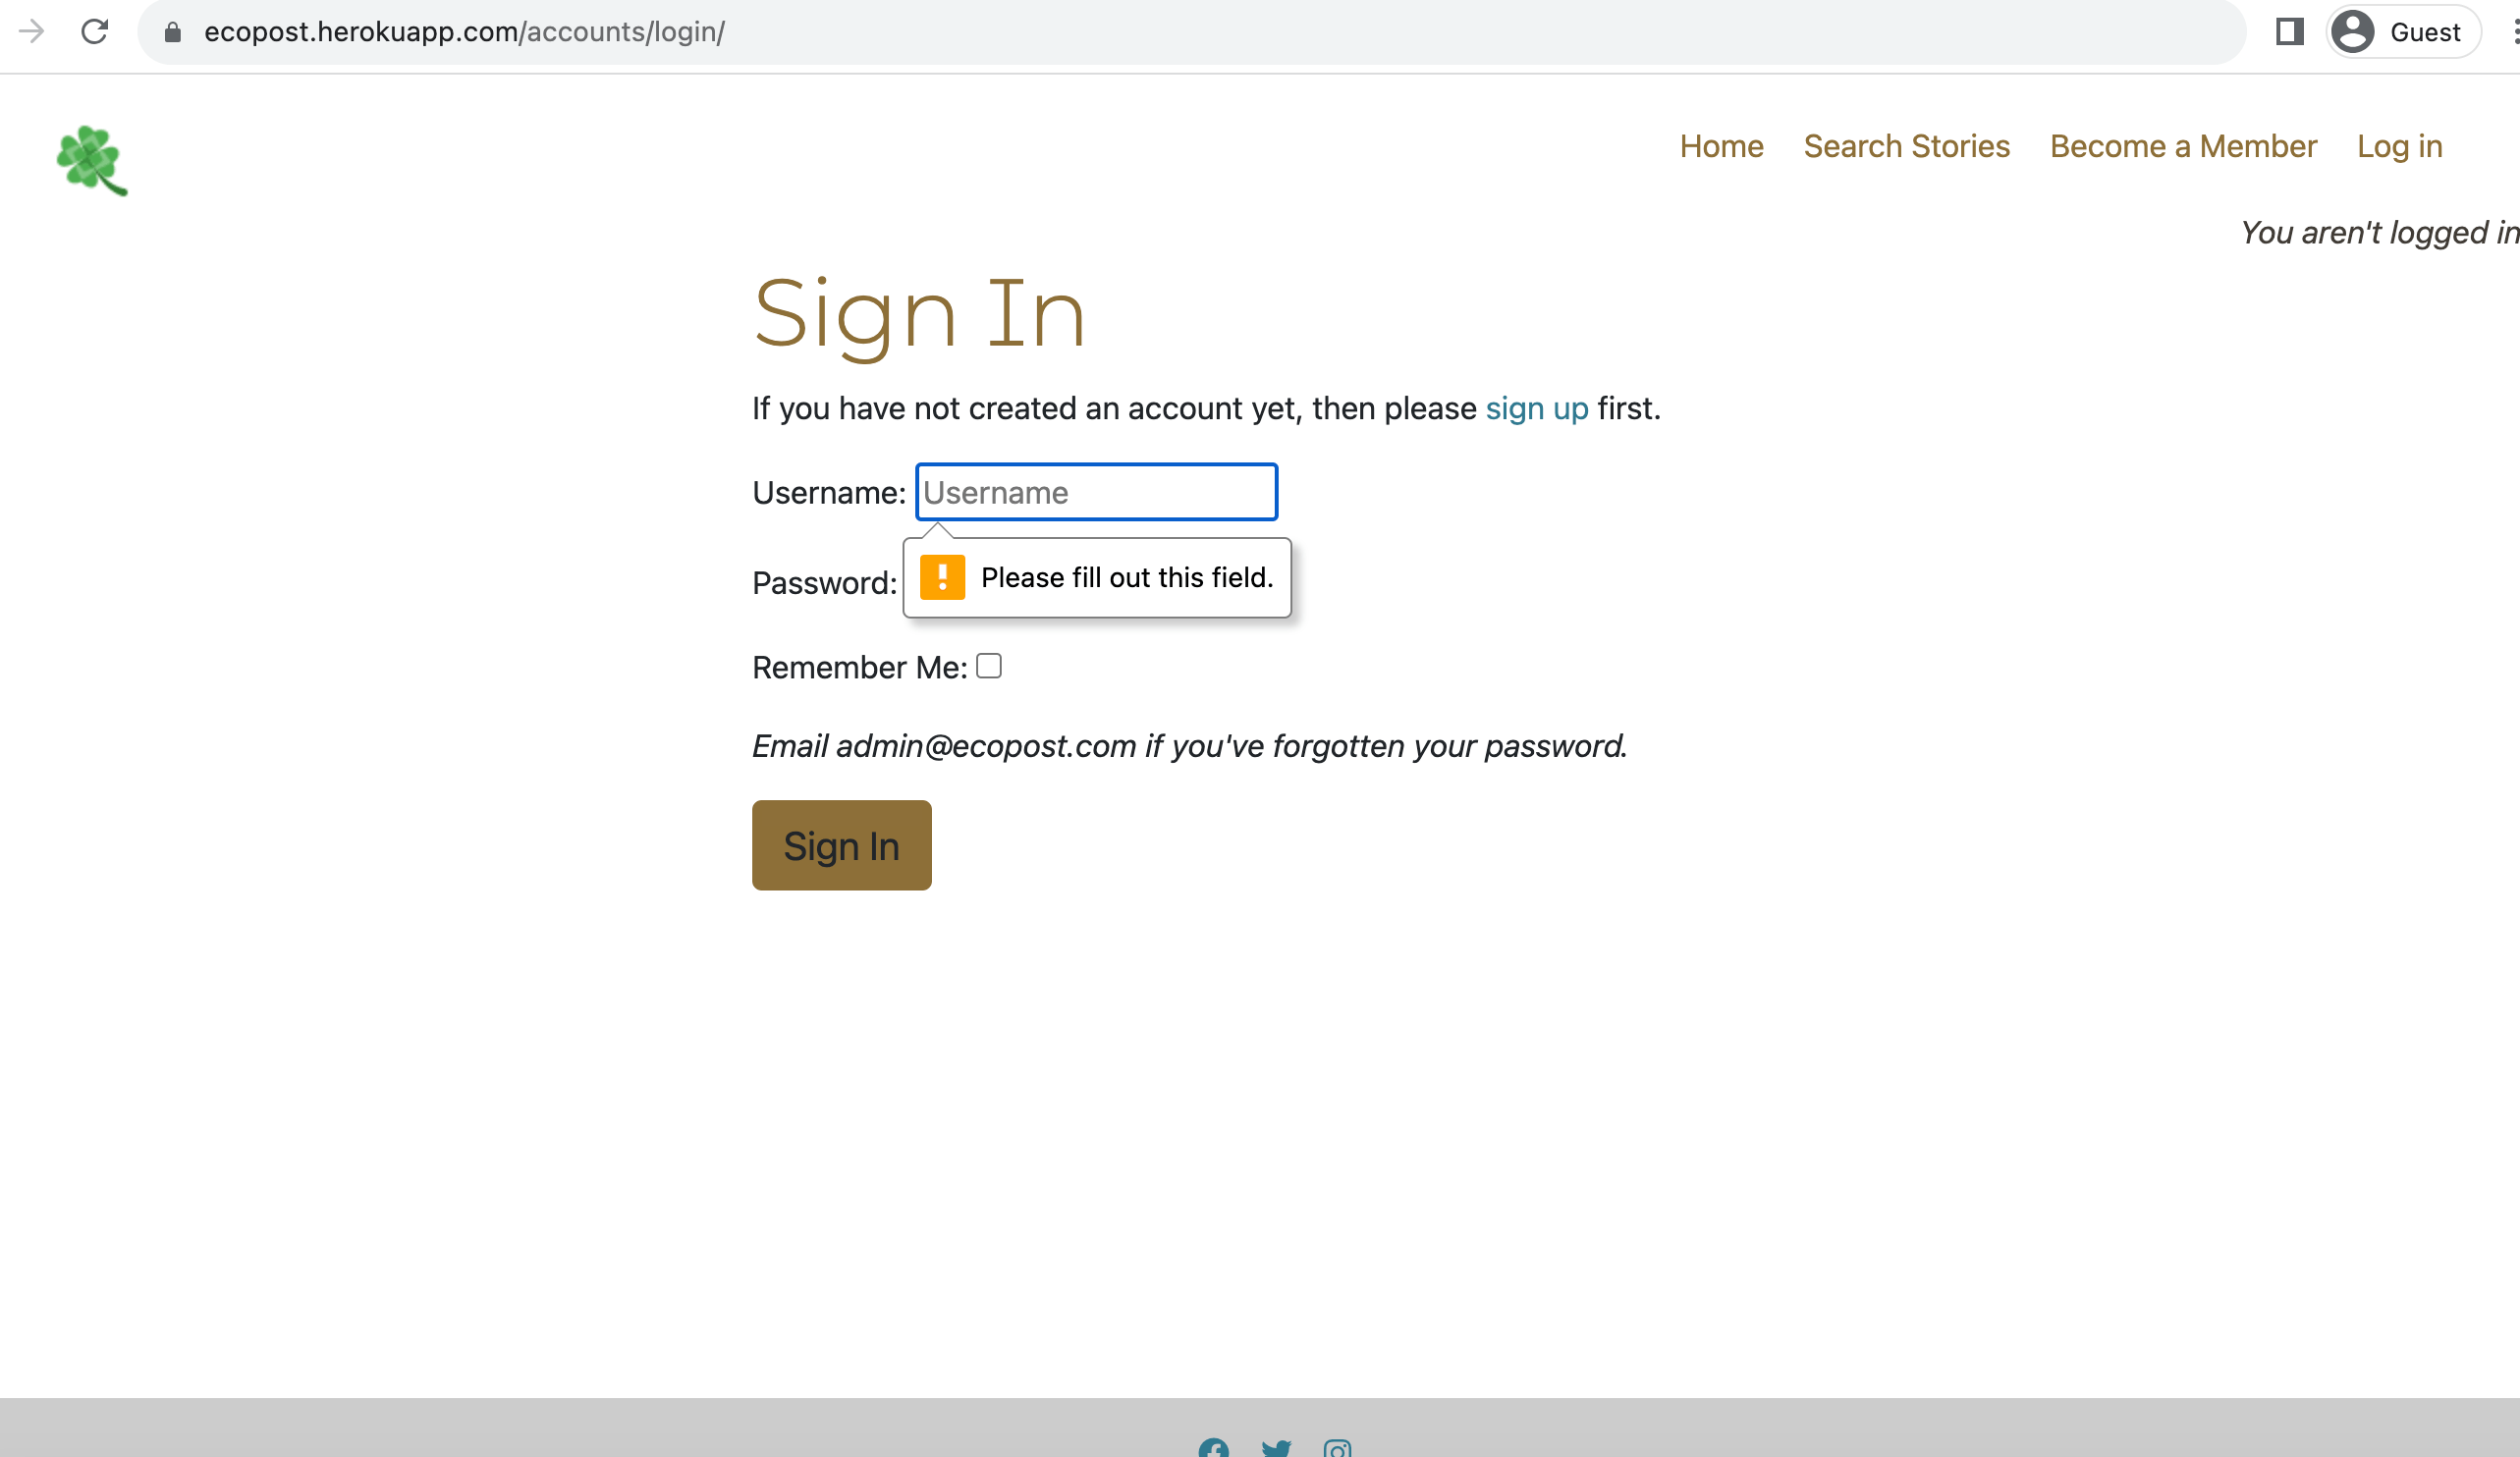 ecopost.herokuapp.com/accounts/login/
Guest
Home Search Stories Become a Member Log in
You aren't logged in
Sign In
If you have not created an account yet, then please sign up first.
Username: Username
Please fill out this field.
Password:
Remember Me:
Email admin@ecopost.com if you've forgotten your password.
Sign In